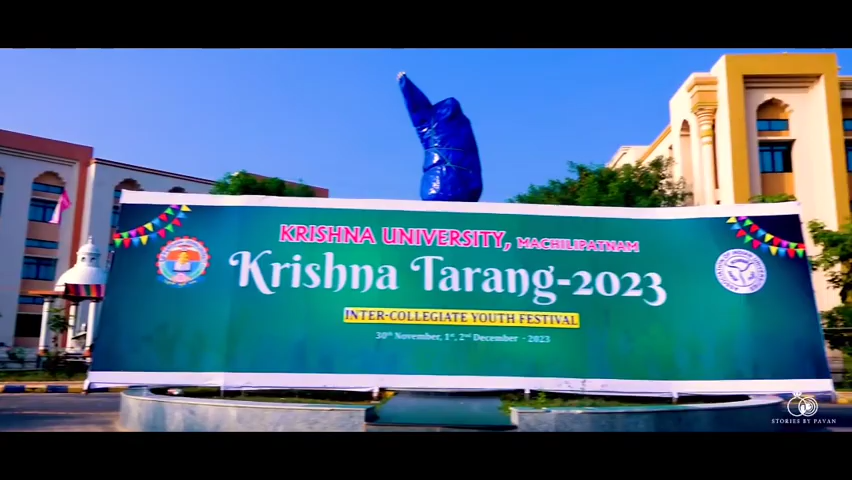 KRISHNA UNIVERSITY, MACHILIPATNAM
Krishna Tarang-2023
INTER-COLLEGIATE YOUTH FESTIVAL
30th November, 1st, 2nd December - 2023
STORIES BY PAVAN